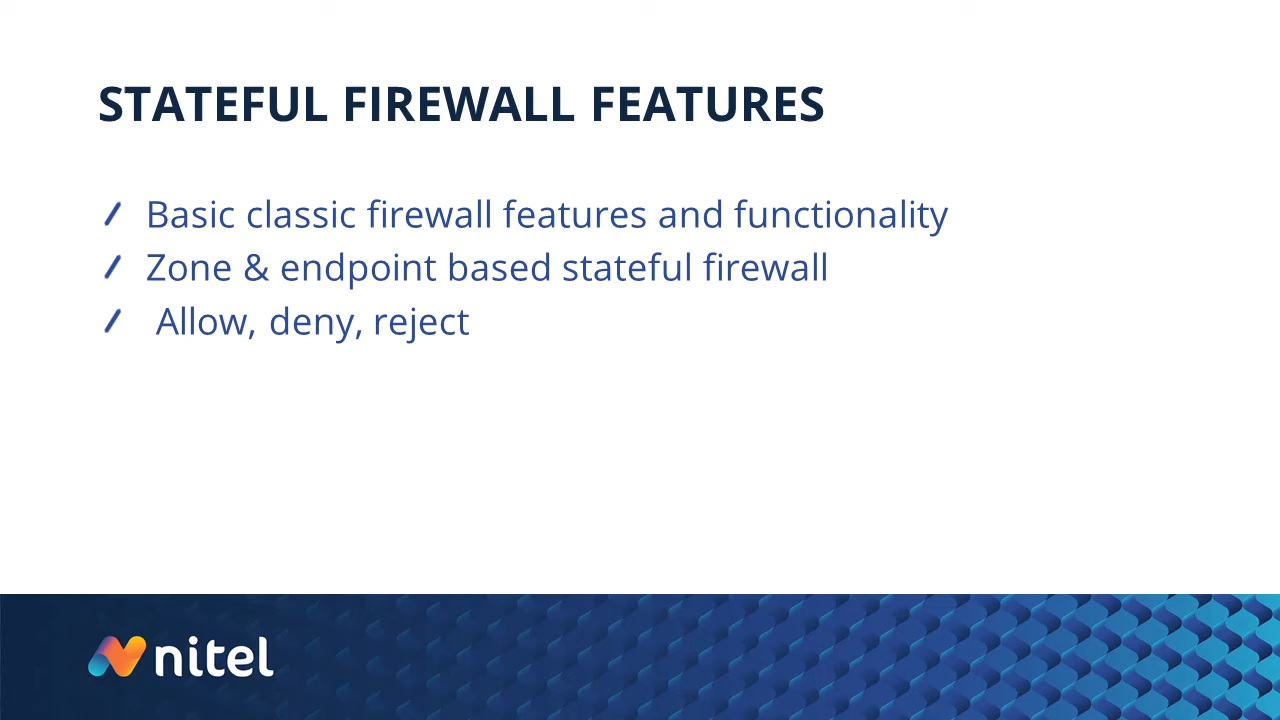 STATEFUL FIREWALL FEATURES
Basic classic firewall features and functionality
Zone & endpoint based stateful firewall
Allow, deny, reject
nitel